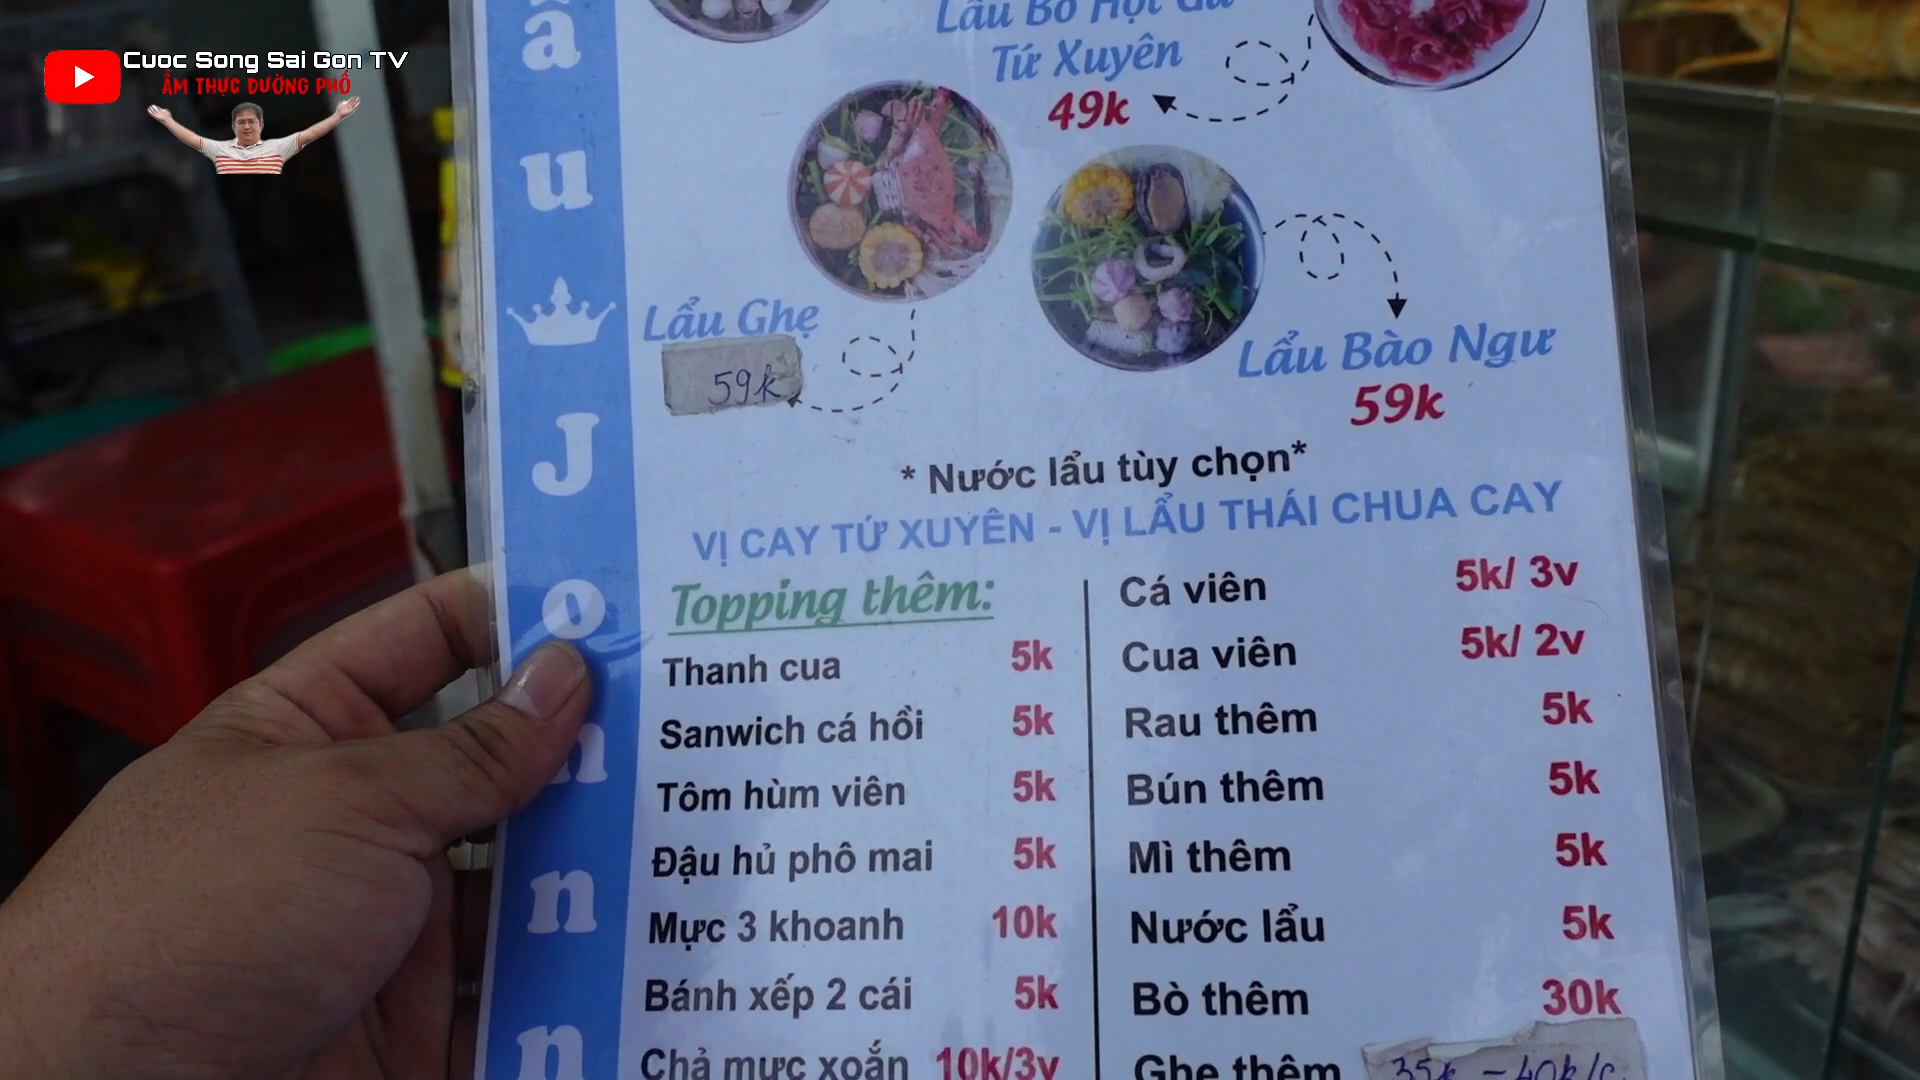 Cuoc Song Sai Gon TV
ẨM THỰC ĐƯỜNG PHỐ
Tứ Xuyên
49k
Lẩu Ghẹ
59k
Lẩu Bào Ngư
59k
* Nước lẩu tùy chọn*
VỊ CAY TỨ XUYÊN - VỊ LẨU THÁI CHUA CAY
Topping thêm:
Thanh cua 5k
Sanwich cá hồi 5k
Tôm hùm viên 5k
Đậu hủ phô mai 5k
Mực 3 khoanh 10k
Bánh xếp 2 cái 5k
Chả mực xoắn 10k/3v
Cá viên 5k/ 3v
Cua viên 5k/ 2v
Rau thêm 5k
Bún thêm 5k
Mì thêm 5k
Nước lẩu 5k
Bò thêm 30k
Ghẹ thêm 35k - 40k/c